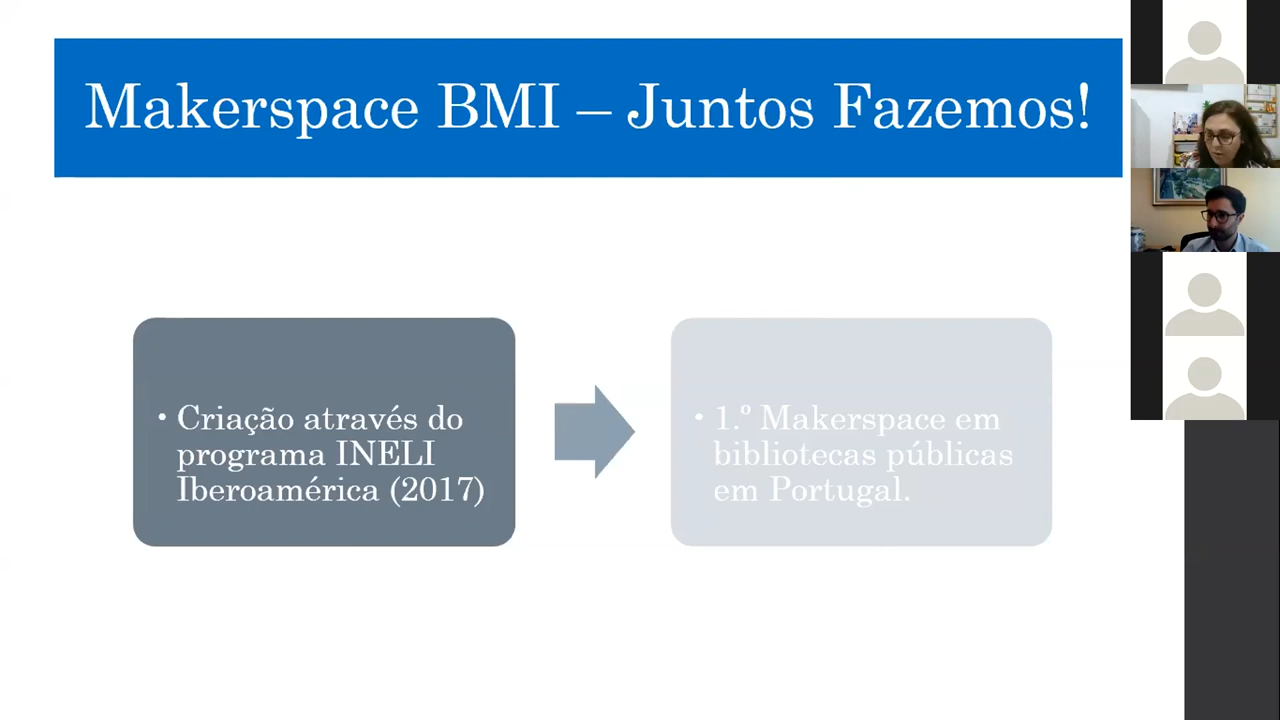 Makerspace BMI – Juntos Fazemos!
• Criação através do
programa INELI
Iberoamérica (2017)
• 1.º Makerspace em
bibliotecas públicas
em Portugal.